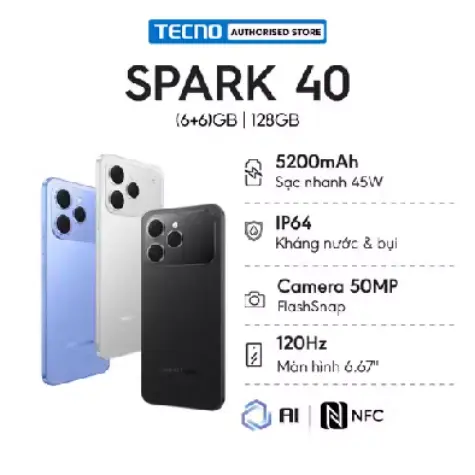 TECNO AUTHORISED STORE
SPARK 40
(6+6)GB | 128GB
5200mAh
Sạc nhanh 45W
IP64
Kháng nước & bụi
Camera 50MP
FlashSnap
120Hz
Màn hình 6.67"
AI | NFC